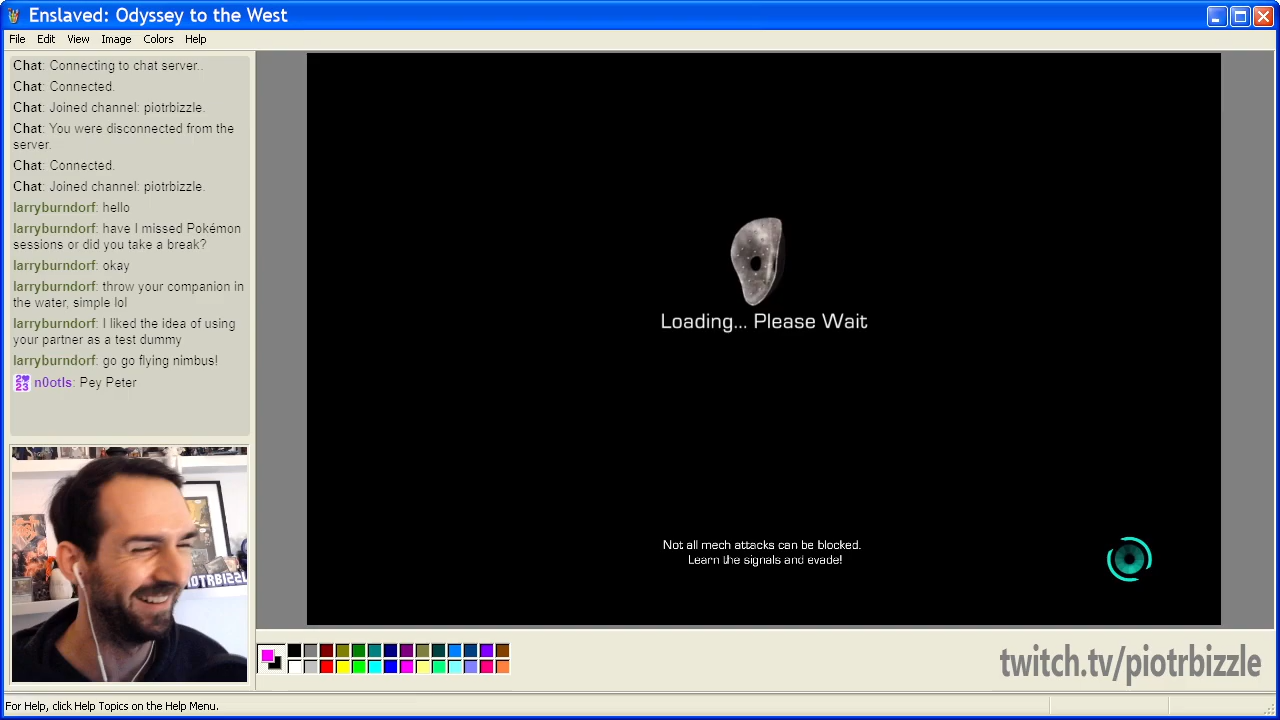 Enslaved: Odyssey to the West
File Edit View Image Colors Help
Chat: Connecting to chat server..
Chat: Connected.
Chat: Joined channel: piotrbizzle.
Chat: You were disconnected from the
server.
Chat: Connected.
Chat: Joined channel: piotrbizzle.
larryburndorf: hello
larryburndorf: have I missed Pokémon
sessions or did you take a break?
larryburndorf: okay
larryburndorf: throw your companion in
the water, simple lol
larryburndorf: I liked the idea of using
your partner as a test dummy
larryburndorf: go go flying nimbus!
2023 n0otls: Pey Peter
Loading... Please Wait
Not all mech attacks can be blocked.
Learn the signals and evade!
twitch.tv/piotrbizzle
For Help, click Help Topics on the Help Menu.